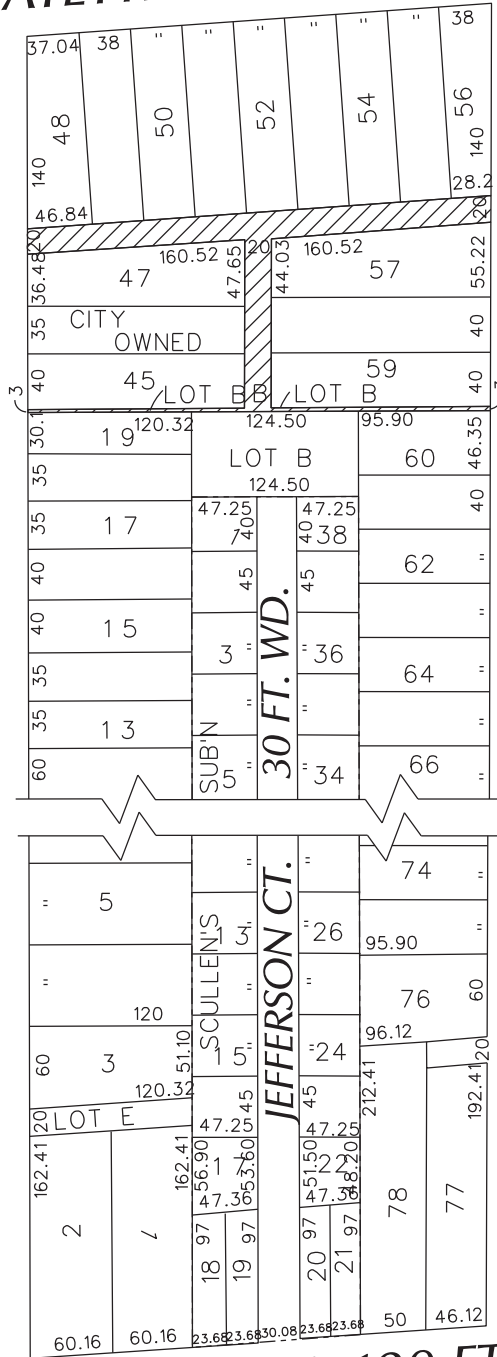 37.04 38 " " " " " " 38
48 50 52 54 56
140 140
46.84 28.2
20 20
160.52 20 160.52
36.48 47 47.65 44.03 57 55.22
35 CITY OWNED 40
40 45 59 40
3 LOT B B LOT B
120.32 124.50 95.90
30.1 19 LOT B 60 46.35
35 124.50
47.25 47.25
35 17 40 40 38 40
40 45 45 62 "
40 15 3 " " 36 "
35 " " 64 "
35 13 SUB'N 30 FT. WD.
60 5 " " 34 66 "
" " 74 "
" 5 SCULLEN'S 13 " " 26 "
JEFFERSON CT. 95.90
" " " 76 60
120
60 3 51.10 15 " " 24 96.12
120.32 45 45 212.41 20
20 LOT E 47.25 47.25 192.41
162.41 162.41 56.90 17 53.60 51.50 22 48.20
47.36 47.36
2 97 97 97 97 78 77
18 19 20 21
60.16 60.16 23.68 23.68 30.08 23.68 23.68 50 46.12